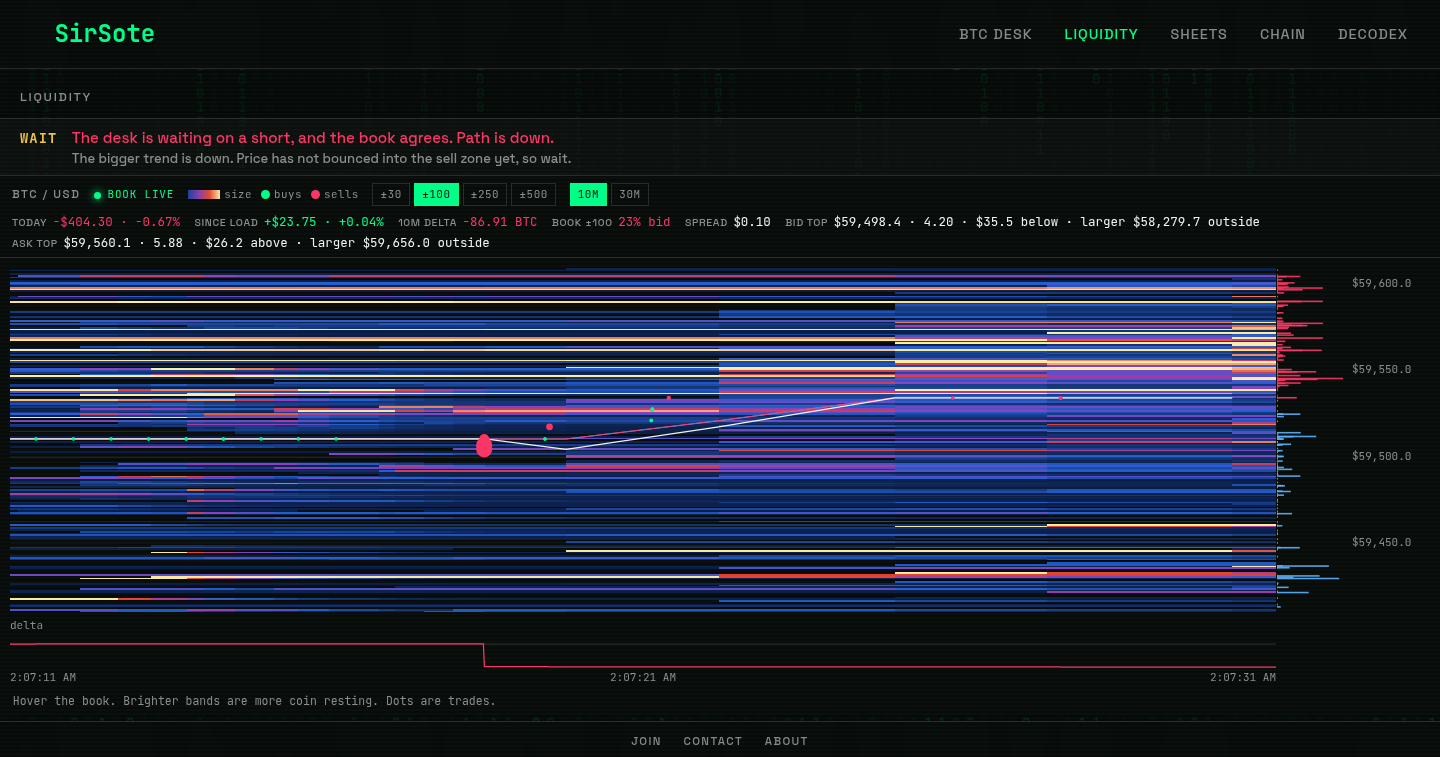 SirSote
BTC DESK LIQUIDITY SHEETS CHAIN DECODEX
LIQUIDITY
WAIT The desk is waiting on a short, and the book agrees. Path is down.
The bigger trend is down. Price has not bounced into the sell zone yet, so wait.
BTC / USD BOOK LIVE size buys sells ±30 ±100 ±250 ±500 10M 30M
TODAY -$404.30 · -0.67% SINCE LOAD +$23.75 · +0.04% 10M DELTA -86.91 BTC BOOK ±100 23% bid SPREAD $0.10 BID TOP $59,498.4 · 4.20 · $35.5 below · larger $58,279.7 outside
ASK TOP $59,560.1 · 5.88 · $26.2 above · larger $59,656.0 outside
$59,600.0
$59,550.0
$59,500.0
$59,450.0
delta
2:07:11 AM 2:07:21 AM 2:07:31 AM
Hover the book. Brighter bands are more coin resting. Dots are trades.
JOIN CONTACT ABOUT